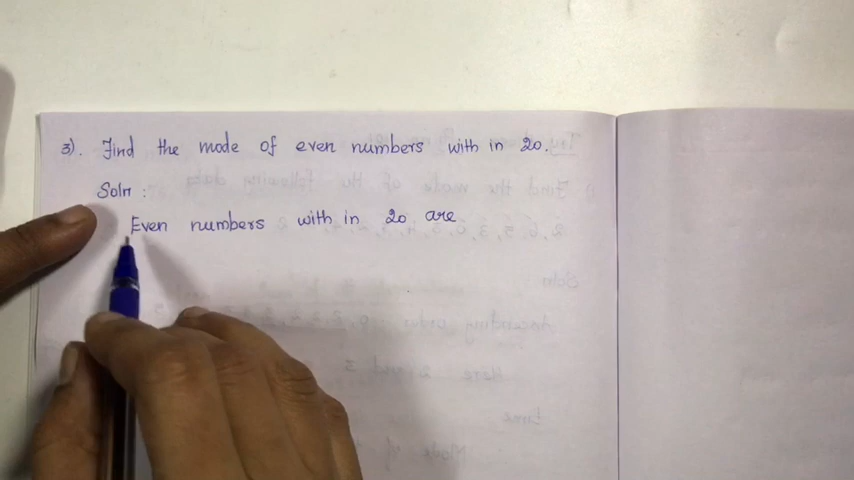 3). Find the mode of even numbers with in 20.
Soln :
Even numbers with in 20 are